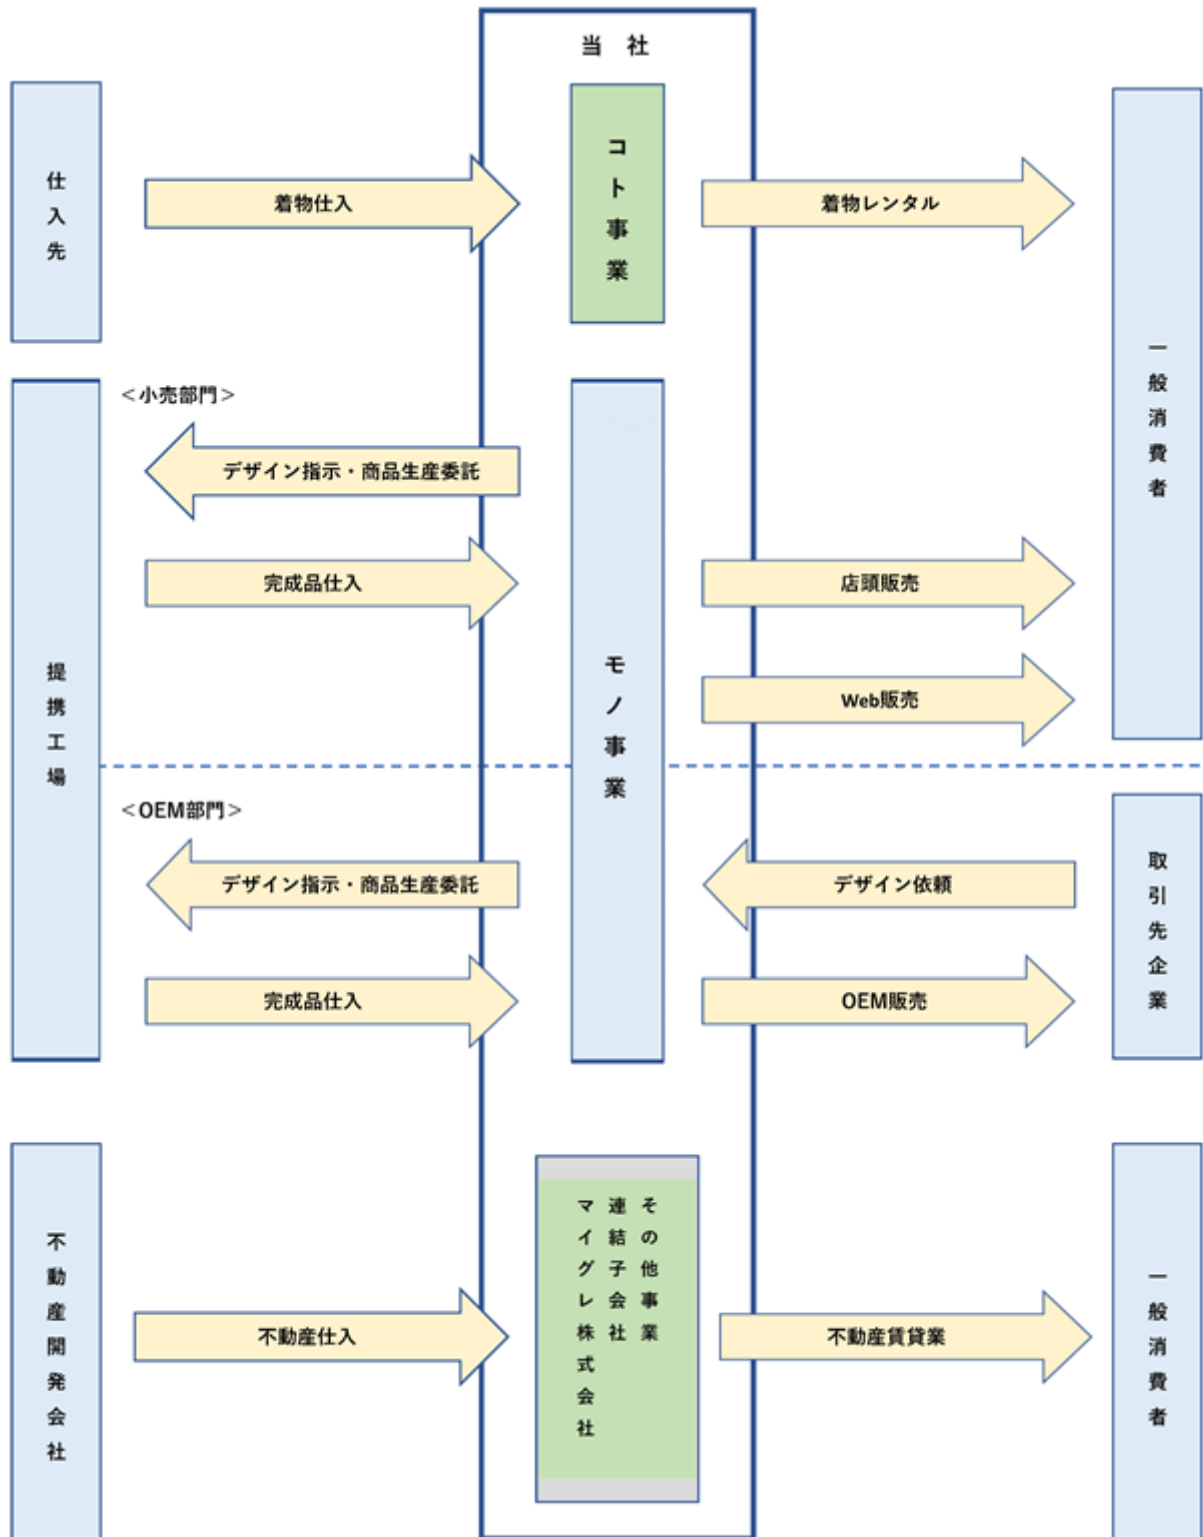 当 社
仕入先
着物仕入
コト事業
着物レンタル
一般消費者
＜小売部門＞
デザイン指示・商品生産委託
完成品仕入
店頭販売
Web販売
提携工場
モノ事業
＜OEM部門＞
デザイン指示・商品生産委託
デザイン依頼
取引先企業
完成品仕入
OEM販売
不動産開発会社
不動産仕入
その他事業
連結子会社
マイグレ株式会社
不動産賃貸業
一般消費者